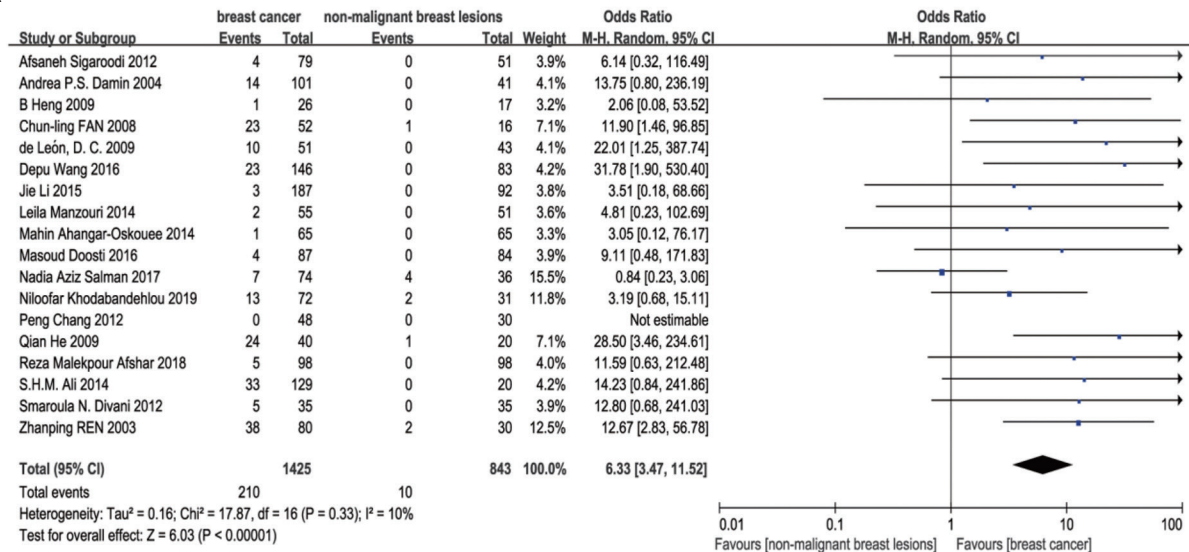 breast cancer non-malignant breast lesions Odds Ratio Odds Ratio
Study or Subgroup Events Total Events Total Weight M-H. Random. 95% CI M-H. Random. 95% CI
Afsaneh Sigaroodi 2012 4 79 0 51 3.9% 6.14 [0.32, 116.49]
Andrea P.S. Damin 2004 14 101 0 41 4.1% 13.75 [0.80, 236.19]
B Heng 2009 1 26 0 17 3.2% 2.06 [0.08, 53.52]
Chun-ling FAN 2008 23 52 1 16 7.1% 11.90 [1.46, 96.85]
de León, D. C. 2009 10 51 0 43 4.1% 22.01 [1.25, 387.74]
Depu Wang 2016 23 146 0 83 4.2% 31.78 [1.90, 530.40]
Jie Li 2015 3 187 0 92 3.8% 3.51 [0.18, 68.66]
Leila Manzouri 2014 2 55 0 51 3.6% 4.81 [0.23, 102.69]
Mahin Ahangar-Oskouee 2014 1 65 0 65 3.3% 3.05 [0.12, 76.17]
Masoud Doosti 2016 4 87 0 84 3.9% 9.11 [0.48, 171.83]
Nadia Aziz Salman 2017 7 74 4 36 15.5% 0.84 [0.23, 3.06]
Niloofar Khodabandehlou 2019 13 72 2 31 11.8% 3.19 [0.68, 15.11]
Peng Chang 2012 0 48 0 30 Not estimable
Qian He 2009 24 40 1 20 7.1% 28.50 [3.46, 234.61]
Reza Malekpour Afshar 2018 5 98 0 98 4.0% 11.59 [0.63, 212.48]
S.H.M. Ali 2014 33 129 0 20 4.2% 14.23 [0.84, 241.86]
Smaroula N. Divani 2012 5 35 0 35 3.9% 12.80 [0.68, 241.03]
Zhanping REN 2003 38 80 2 30 12.5% 12.67 [2.83, 56.78]
Total (95% CI) 1425 843 100.0% 6.33 [3.47, 11.52]
Total events 210 10
Heterogeneity: Tau² = 0.16; Chi² = 17.87, df = 16 (P = 0.33); I² = 10%
Test for overall effect: Z = 6.03 (P < 0.00001)
0.01 0.1 1 10 100
Favours [non-malignant breast lesions] Favours [breast cancer]